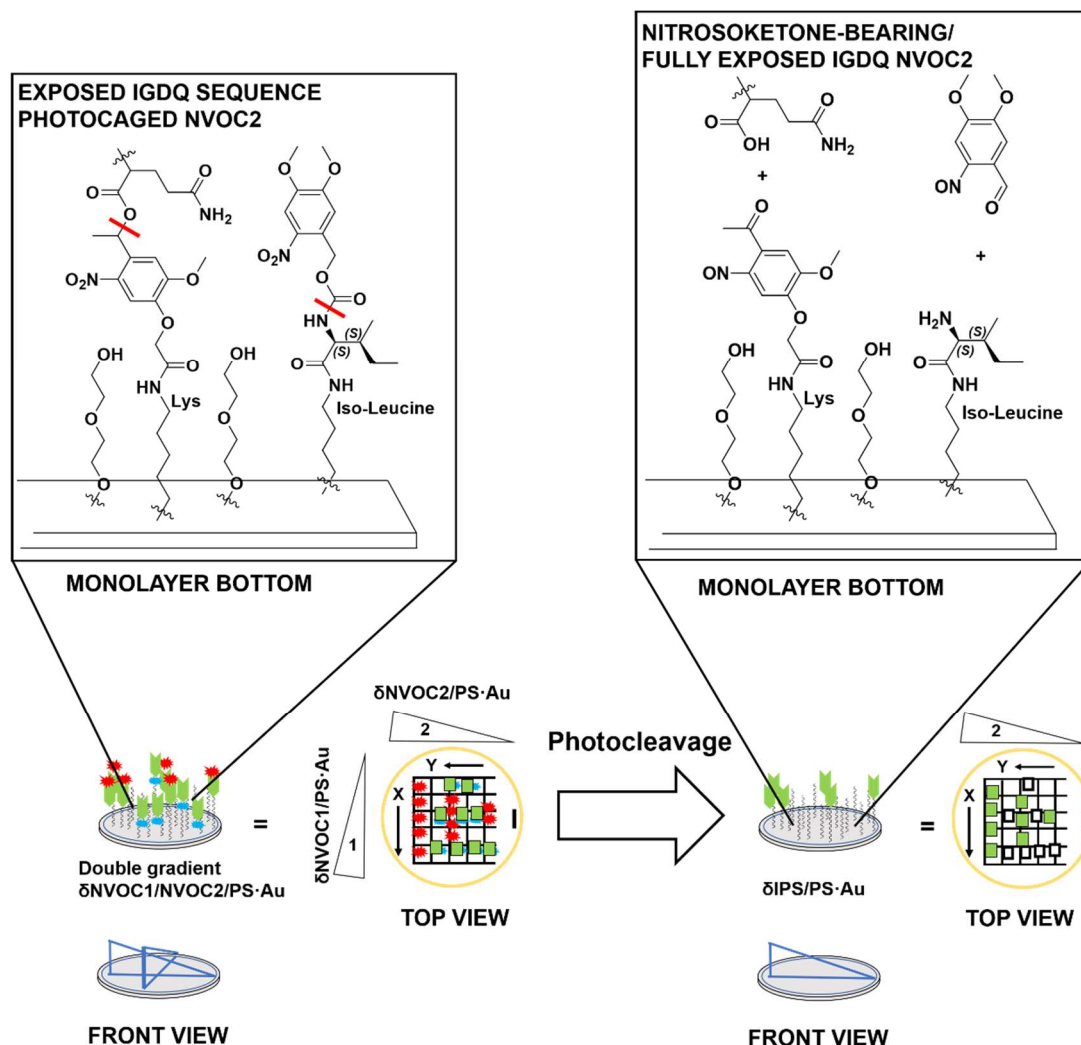 EXPOSED IGDQ SEQUENCE
PHOTOCAGED NVOC2
O
O
NH2
O2N
O
O
HN
Lys
OH
O
O
OH
O
O
O
O
O2N
O
O
HN
(S)
(S)
O
NH
Iso-Leucine
MONOLAYER BOTTOM
NITROSOKETONE-BEARING/
FULLY EXPOSED IGDQ NVOC2
O
OH
O
NH2
+
O
O
ON
O
+
O
ON
O
O
O
HN
Lys
OH
O
O
OH
O
O
H2N
(S)
(S)
O
NH
Iso-Leucine
MONOLAYER BOTTOM
Double gradient
δNVOC1/NVOC2/PS·Au
=
δNVOC2/PS·Au
2
δNVOC1/PS·Au
1
Y
X
TOP VIEW
FRONT VIEW
Photocleavage
δIPS/PS·Au
=
2
Y
X
TOP VIEW
FRONT VIEW